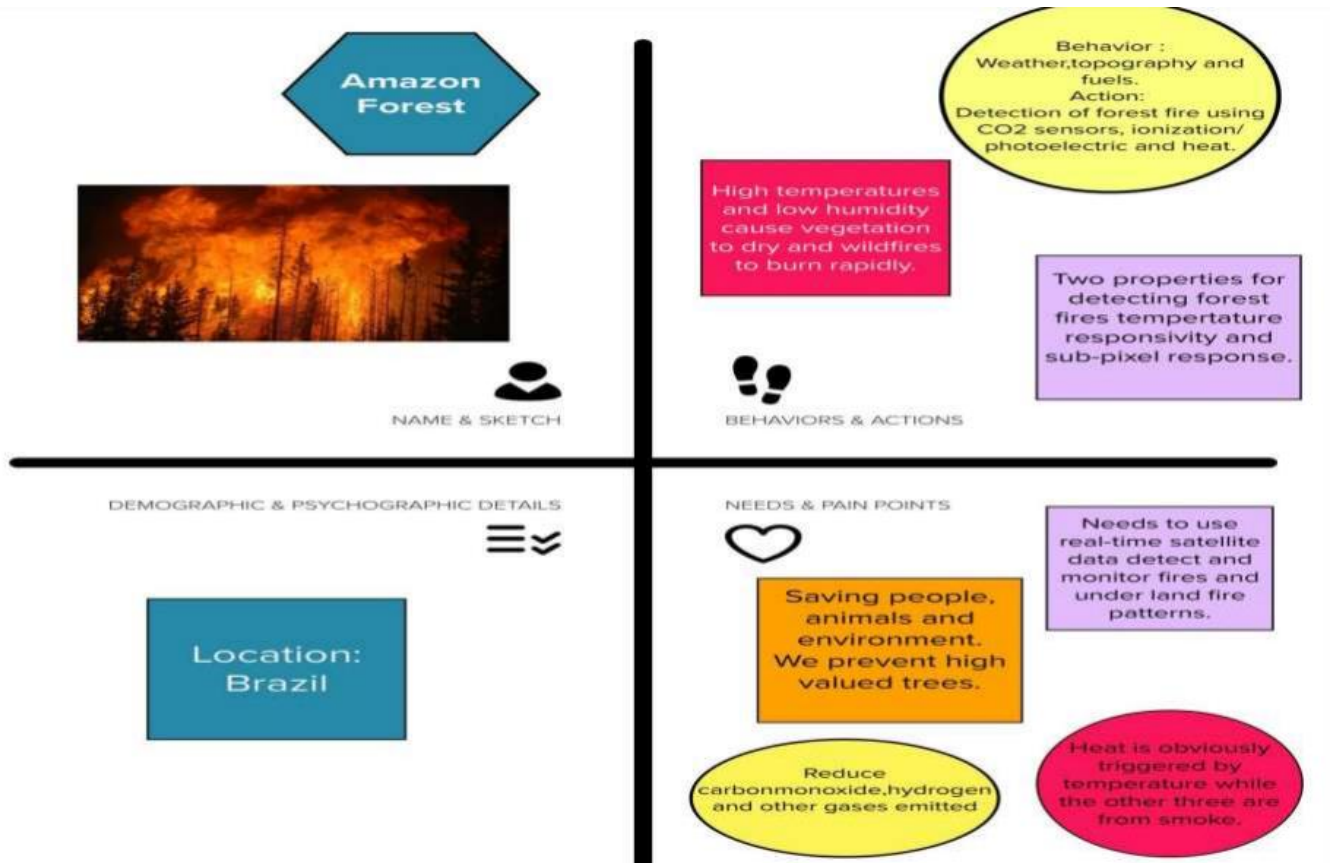 Amazon
Forest
NAME & SKETCH
Behavior :
Weather,topography and
fuels.
Action:
Detection of forest fire using
CO2 sensors, ionization/
photoelectric and heat.
High temperatures
and low humidity
cause vegetation
to dry and wildfires
to burn rapidly.
Two properties for
detecting forest
fires tempertature
responsivity and
sub-pixel response.
BEHAVIORS & ACTIONS
DEMOGRAPHIC & PSYCHOGRAPHIC DETAILS
Location:
Brazil
NEEDS & PAIN POINTS
Needs to use
real-time satellite
data detect and
monitor fires and
under land fire
patterns.
Saving people,
animals and
environment.
We prevent high
valued trees.
Reduce
carbonmonoxide,hydrogen
and other gases emitted
Heat is obviously
triggered by
temperature while
the other three are
from smoke.